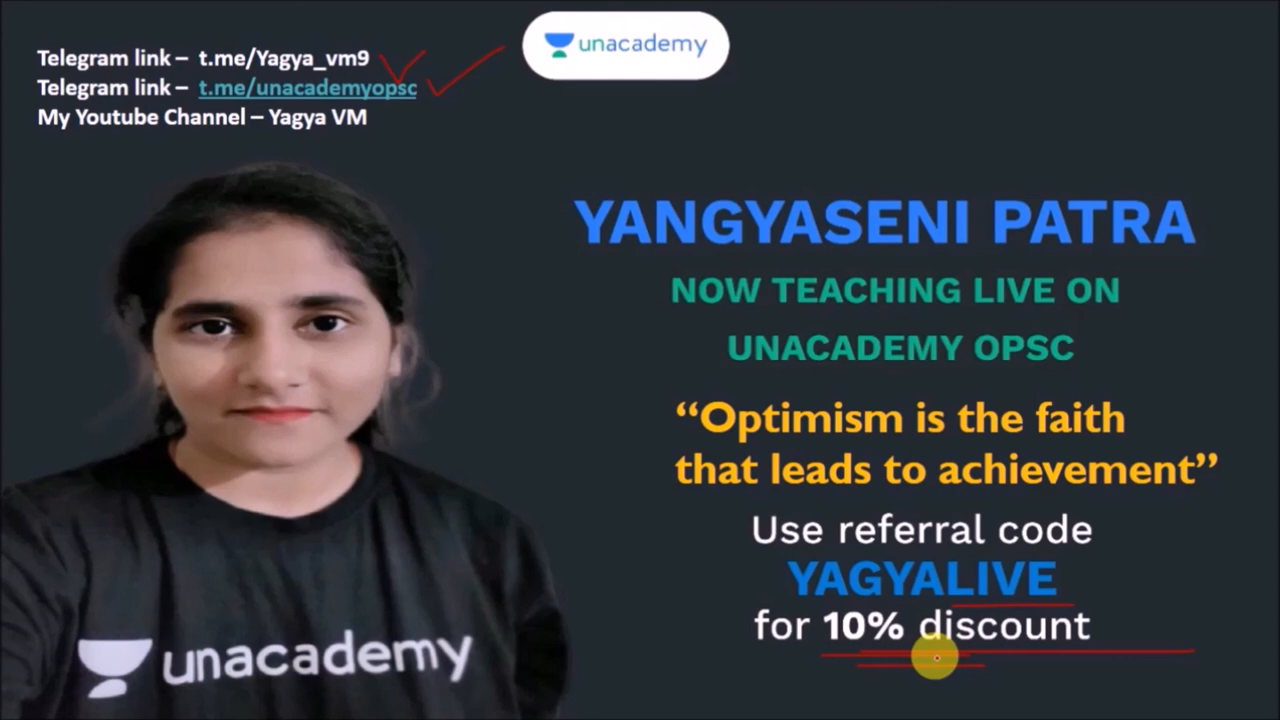 Telegram link – t.me/Yagya_vm9
Telegram link – t.me/unacademyopsc
My Youtube Channel – Yagya VM
unacademy
YANGYASENI PATRA
NOW TEACHING LIVE ON
UNACADEMY OPSC
“Optimism is the faith
that leads to achievement”
Use referral code
YAGYALIVE
for 10% discount
unacademy